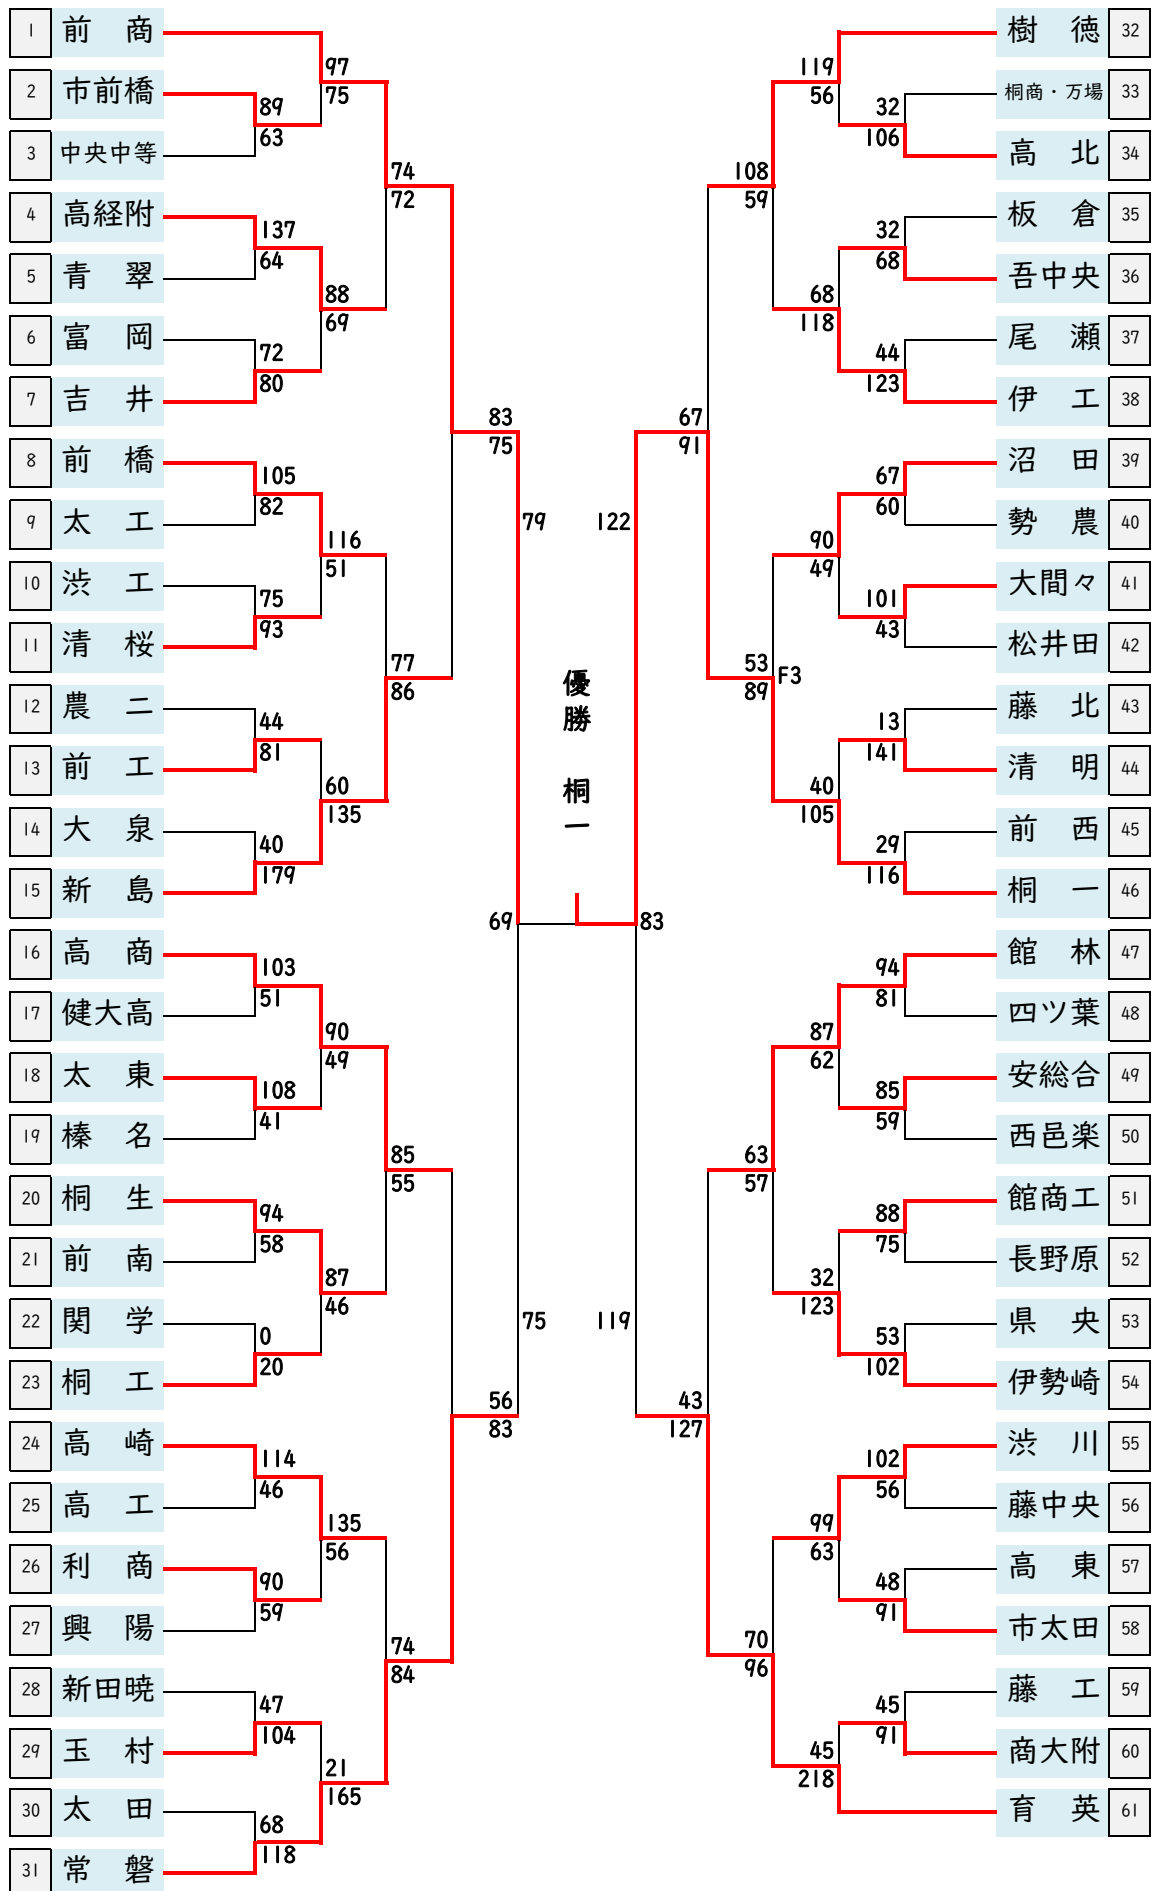 1 前 商
2 市前橋
3 中央中等
4 高経附
5 青 翠
6 富 岡
7 吉 井
8 前 橋
9 太 工
10 渋 工
11 清 桜
12 農 二
13 前 工
14 大 泉
15 新 島
16 高 商
17 健大高
18 太 東
19 榛 名
20 桐 生
21 前 南
22 関 学
23 桐 工
24 高 崎
25 高 工
26 利 商
27 興 陽
28 新田暁
29 玉 村
30 太 田
31 常 磐
89
63
137
64
72
80
105
82
75
93
44
81
40
179
103
51
108
41
94
58
0
20
114
46
90
59
47
104
68
118
97
75
88
69
116
51
60
135
90
49
87
46
135
56
21
165
74
72
77
86
85
55
74
84
83
75
56
83
79
75
69
優勝 桐一
83
122
119
67
91
43
127
108
59
53
89
F3
63
57
70
96
119
56
68
118
90
49
40
105
87
62
32
123
99
63
45
218
32
106
32
68
44
123
67
60
101
43
13
141
29
116
94
81
85
59
88
75
53
102
102
56
48
91
45
91
樹 徳 32
桐商・万場 33
高 北 34
板 倉 35
吾中央 36
尾 瀬 37
伊 工 38
沼 田 39
勢 農 40
大間々 41
松井田 42
藤 北 43
清 明 44
前 西 45
桐 一 46
館 林 47
四ツ葉 48
安総合 49
西邑楽 50
館商工 51
長野原 52
県 央 53
伊勢崎 54
渋 川 55
藤中央 56
高 東 57
市太田 58
藤 工 59
商大附 60
育 英 61